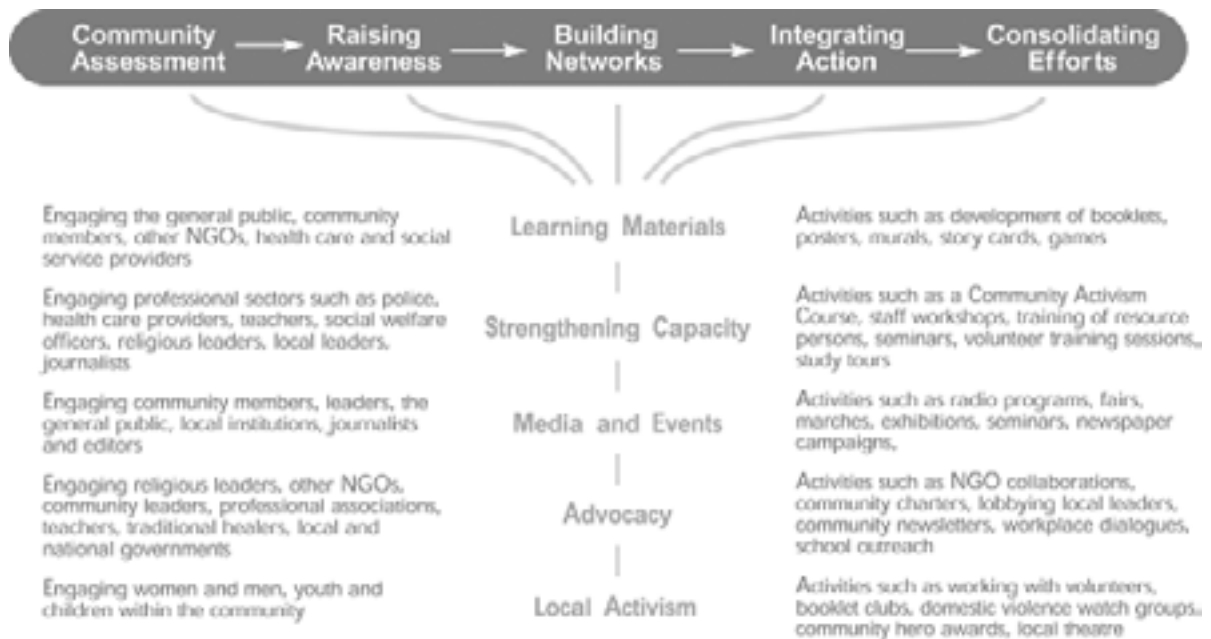 Community
Assessment
Raising
Awareness
Building
Networks
Integrating
Action
Consolidating
Efforts
Engaging the general public, community
members, other NGOs, health care and social
service providers
Learning Materials
Activities such as development of booklets,
posters, murals, story cards, games
Engaging professional sectors such as police,
health care providers, teachers, social welfare
officers, religious leaders, local leaders,
journalists
Strengthening Capacity
Activities such as a Community Activism
Course, staff workshops, training of resource
persons, seminars, volunteer training sessions,
study tours
Engaging community members, leaders, the
general public, local institutions, journalists
and editors
Media and Events
Activities such as radio programs, fairs,
marches, exhibitions, seminars, newspaper
campaigns,
Engaging religious leaders, other NGOs,
community leaders, professional associations,
teachers, traditional healers, local and
national governments
Advocacy
Activities such as NGO collaborations,
community charters, lobbying local leaders,
community newsletters, workplace dialogues,
school outreach
Engaging women and men, youth and
children within the community
Local Activism
Activities such as working with volunteers,
booklet clubs, domestic violence watch groups,
community hero awards, local theatre